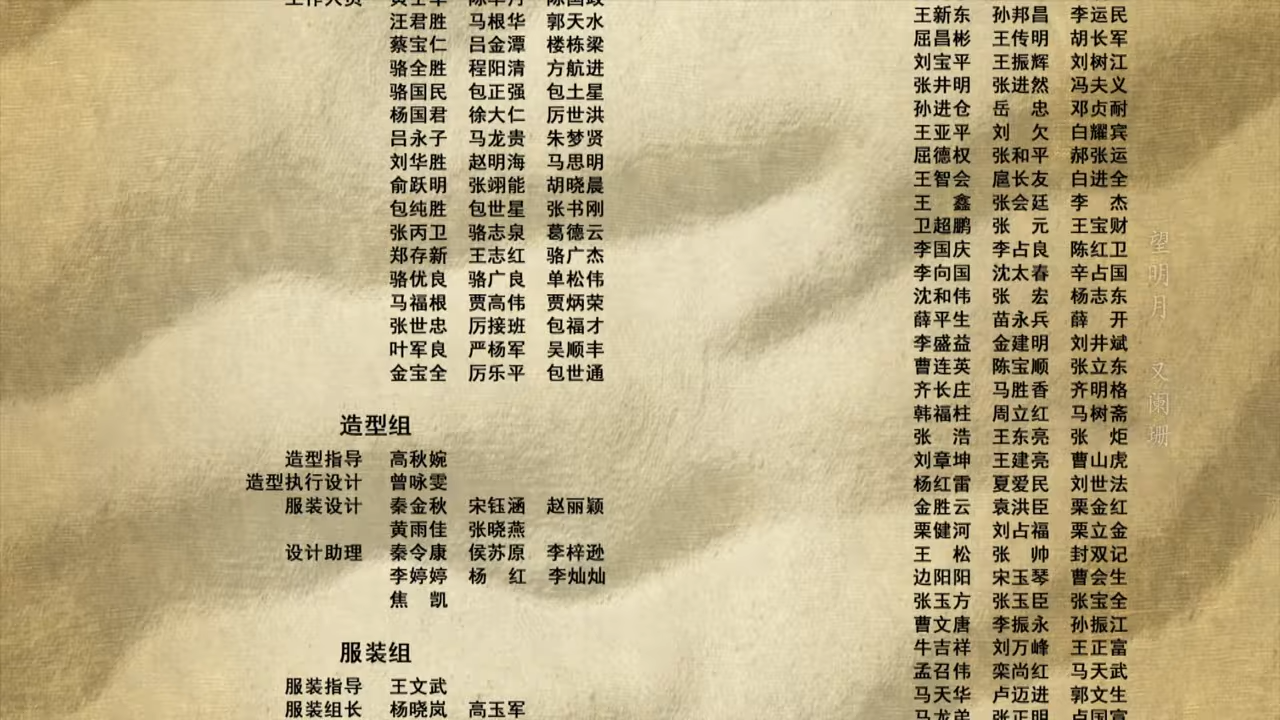 汪君胜 马根华 郭天水
蔡宝仁 吕金潭 楼栋梁
骆全胜 程阳清 方航进
骆国民 包正强 包土星
杨国君 徐大仁 厉世洪
吕永子 马龙贵 朱梦贤
刘华胜 赵明海 马思明
俞跃明 张翊能 胡晓晨
包纯胜 包世星 张书刚
张丙卫 骆志泉 葛德云
郑存新 王志红 骆广杰
骆优良 骆广良 单松伟
马福根 贾高伟 贾炳荣
张世忠 厉接班 包福才
叶军良 严杨军 吴顺丰
金宝全 厉乐平 包世通
造型组
造型指导 高秋婉
造型执行设计 曾咏雯
服装设计 秦金秋 宋钰涵 赵丽颖
黄雨佳 张晓燕
设计助理 秦令康 侯苏原 李梓逊
李婷婷 杨 红 李灿灿
焦 凯
服装组
服装指导 王文武
服装组长 杨晓岚 高玉军
王新东 孙邦昌 李运民
屈昌彬 王传明 胡长军
刘宝平 王振辉 刘树江
张井明 张进然 冯夫义
孙进仓 岳 忠 邓贞耐
王亚平 刘 欠 白耀宾
屈德权 张和平 郝张运
王智会 扈长友 白进全
王 鑫 张会廷 李 杰
卫超鹏 张 元 王宝财
李国庆 李占良 陈红卫
李向国 沈太春 辛占国
沈和伟 张 宏 杨志东
薛平生 苗永兵 薛 开
李盛益 金建明 刘井斌
曹连英 陈宝顺 张立东
齐长庄 马胜香 齐明格
韩福柱 周立红 马树斋
张 浩 王东亮 张 炬
刘章坤 王建亮 曹山虎
杨红雷 夏爱民 刘世法
金胜云 袁洪臣 栗金红
栗健河 刘占福 栗立金
王 松 张 帅 封双记
边阳阳 宋玉琴 曹会生
张玉方 张玉臣 张宝全
曹文唐 李振永 孙振江
牛吉祥 刘万峰 王正富
孟召伟 栾尚红 马天武
马天华 卢迈进 郭文生
望明月 又阑珊